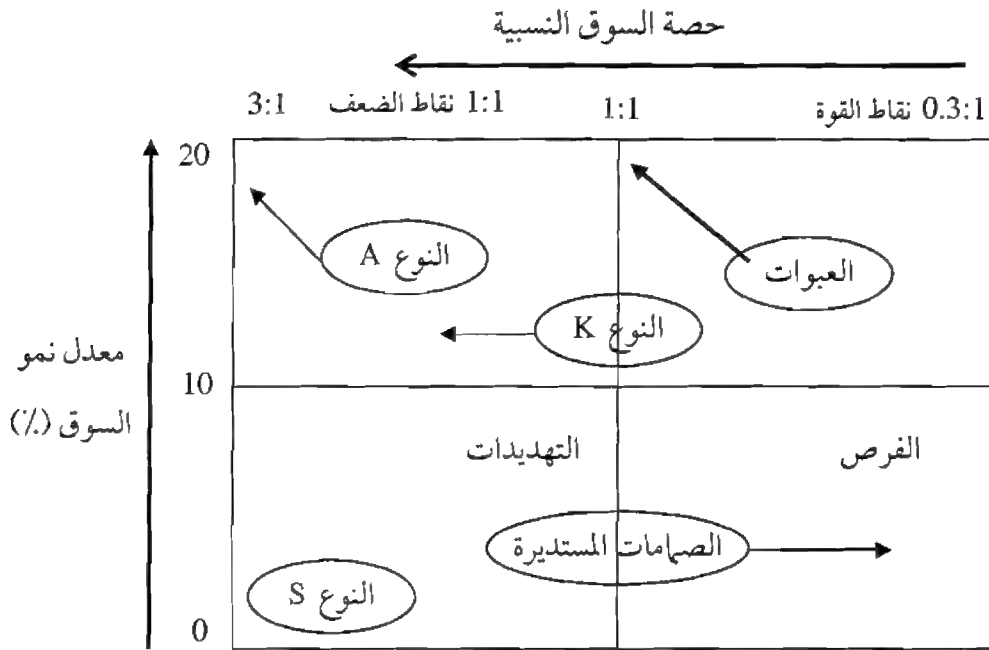 حصة السوق النسبية
0.3:1 نقاط القوة 1:1 1:1 نقاط الضعف 3:1
20
العبوات
النوع A
النوع K
معدل نمو
السوق (٪)
10
الفرص
التهديدات
الصمامات المستديرة
النوع S
0